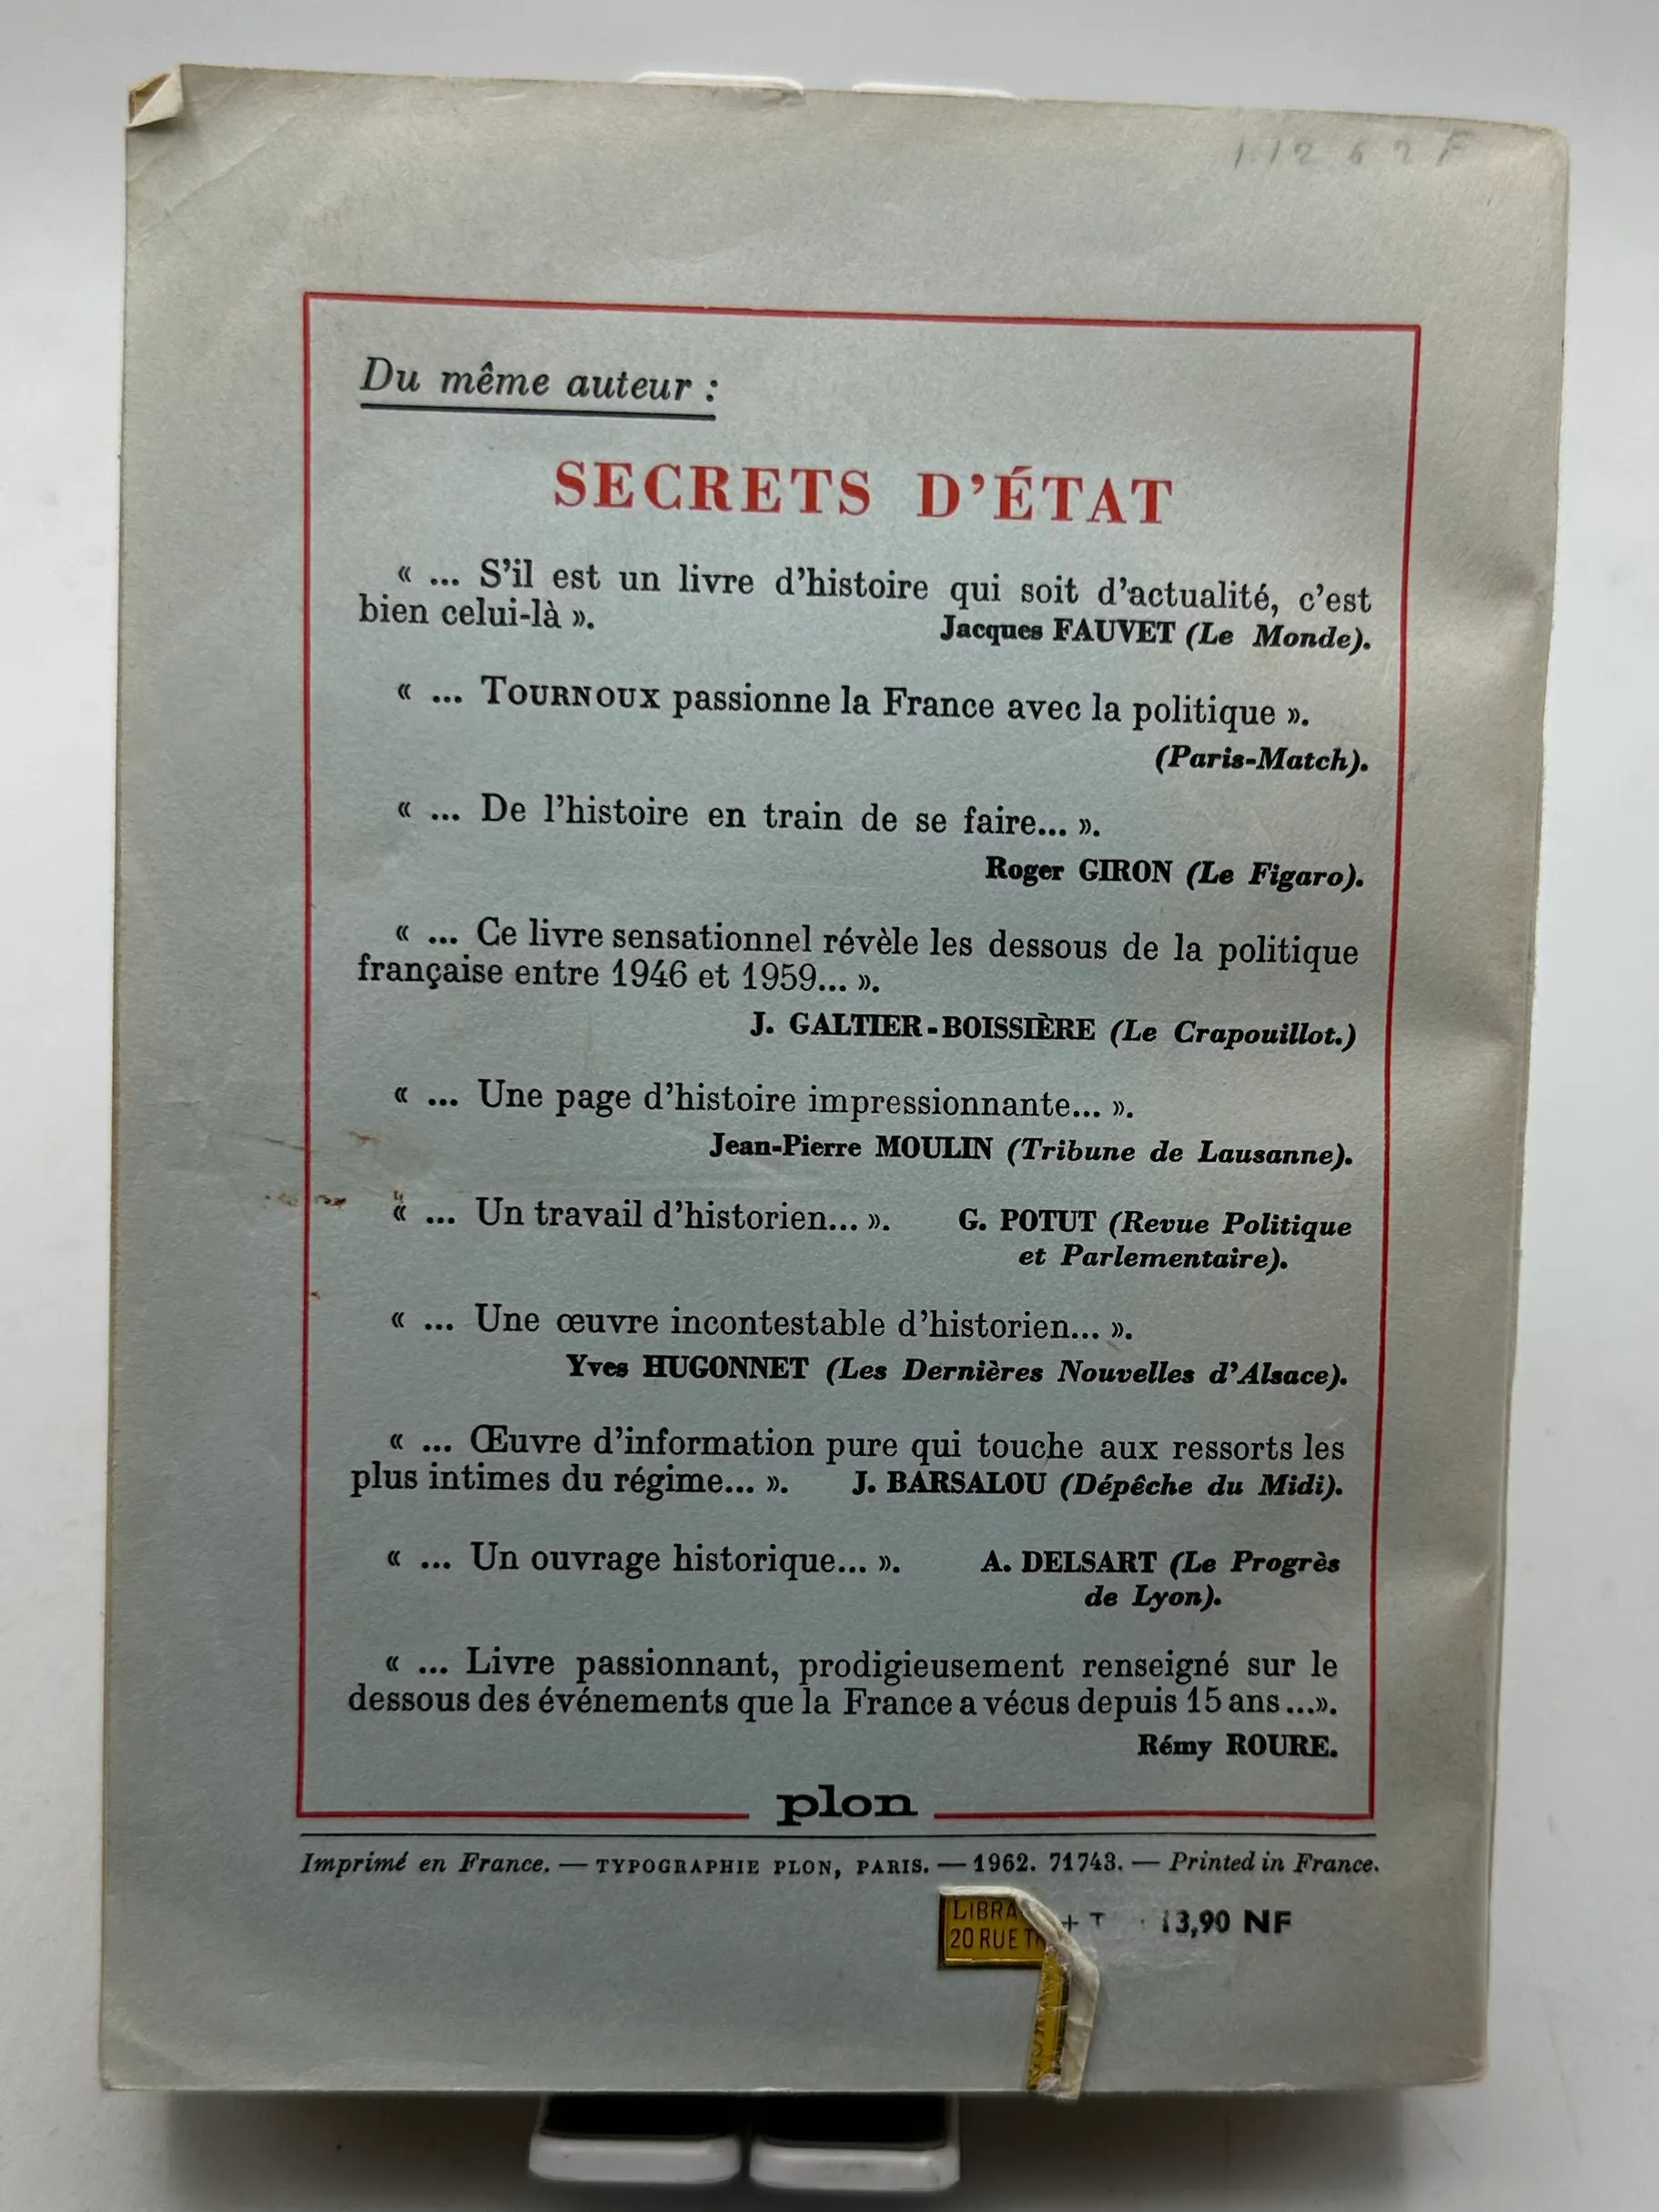 Du même auteur :
SECRETS D'ÉTAT
« ... S'il est un livre d'histoire qui soit d'actualité, c'est
bien celui-là ».
Jacques FAUVET (Le Monde).
« ... TOURNOUX passionne la France avec la politique ».
(Paris-Match).
« ... De l'histoire en train de se faire... ».
Roger GIRON (Le Figaro).
« ... Ce livre sensationnel révèle les dessous de la politique
française entre 1946 et 1959... ».
J. GALTIER-BOISSIÈRE (Le Crapouillot.)
« ... Une page d'histoire impressionnante... ».
Jean-Pierre MOULIN (Tribune de Lausanne).
« ... Un travail d'historien... ». G. POTUT (Revue Politique
et Parlementaire).
« ... Une œuvre incontestable d'historien... ».
Yves HUGONNET (Les Dernières Nouvelles d'Alsace).
« ... Œuvre d'information pure qui touche aux ressorts les
plus intimes du régime... ». J. BARSALOU (Dépêche du Midi).
« ... Un ouvrage historique... ». A. DELSART (Le Progrès
de Lyon).
« ... Livre passionnant, prodigieusement renseigné sur le
dessous des événements que la France a vécus depuis 15 ans ...».
Rémy ROURE.
plon
Imprimé en France. — TYPOGRAPHIE PLON, PARIS. — 1962. 71743. — Printed in France.
+ T 13,90 NF
20 RUE